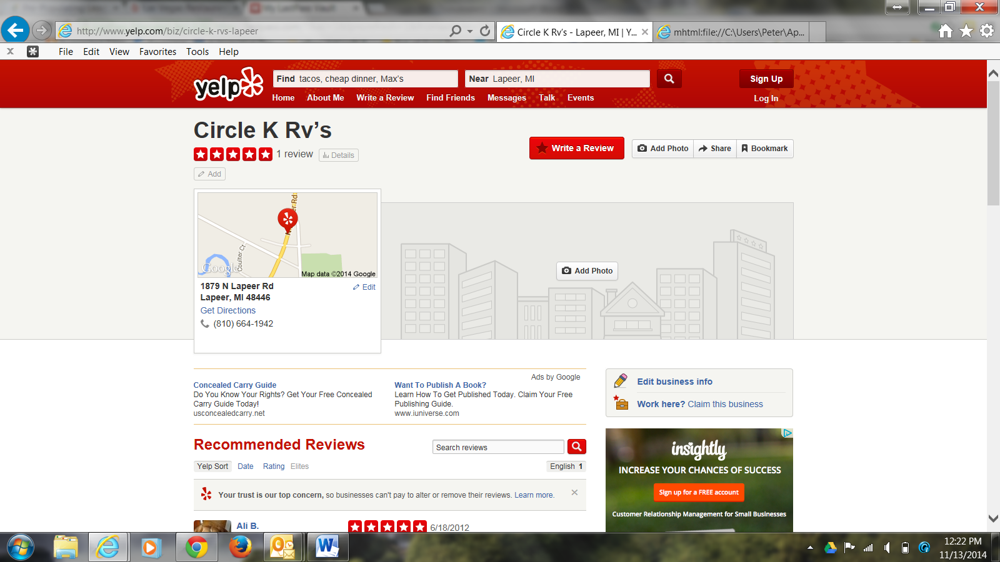 My LastPass Vault
http://www.yelp.com/biz/circle-k-rvs-lapeer
Circle K Rv's - Lapeer, MI | Y...
mhtml:file://C:\Users\Peter\Ap...
File Edit View Favorites Tools Help
yelp
Find tacos, cheap dinner, Max's
Near Lapeer, MI
Sign Up
Home About Me Write a Review Find Friends Messages Talk Events
Log In
Circle K Rv's
1 review Details
Write a Review
Add Photo Share Bookmark
Add
Coulter Ct
Google
Map data ©2014 Google
Add Photo
1879 N Lapeer Rd
Edit
Lapeer, MI 48446
Get Directions
(810) 664-1942
Ads by Google
Concealed Carry Guide
Do You Know Your Rights? Get Your Free Concealed
Carry Guide Today!
usconcealedcarry.net
Want To Publish A Book?
Learn How To Get Published Today. Claim Your Free
Publishing Guide.
www.iuniverse.com
Edit business info
Work here? Claim this business
Recommended Reviews
Search reviews
Yelp Sort Date Rating Elites
English 1
Your trust is our top concern, so businesses can't pay to alter or remove their reviews. Learn more.
Ali B.
6/18/2012
insightly
INCREASE YOUR CHANCES OF SUCCESS
Sign up for a FREE account
Customer Relationship Management for Small Businesses
12:22 PM
11/13/2014